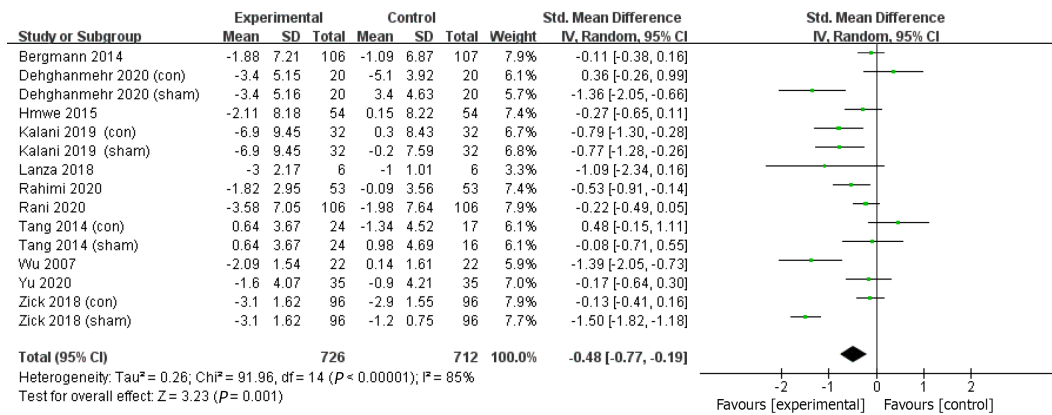 Experimental Control Std. Mean Difference Std. Mean Difference
Study or Subgroup Mean SD Total Mean SD Total Weight IV, Random, 95% CI IV, Random, 95% CI
Bergmann 2014 -1.88 7.21 106 -1.09 6.87 107 7.9% -0.11 [-0.38, 0.16]
Dehghanmehr 2020 (con) -3.4 5.15 20 -5.1 3.92 20 6.0% 0.36 [-0.26, 0.99]
Dehghanmehr 2020 (sham) -3.4 5.16 20 3.4 4.63 20 5.6% -1.36 [-2.05, -0.66]
Hmwe 2015 -2.11 8.18 54 0.15 8.22 54 7.4% -0.27 [-0.65, 0.11]
Kalani 2019 (con) -6.9 9.45 32 0.3 8.43 32 6.7% -0.79 [-1.30, -0.28]
Kalani 2019 (sham) -6.9 9.45 32 -0.2 7.59 32 6.7% -0.77 [-1.28, -0.26]
Lanza 2018 -3 2.17 6 -1 1.01 6 3.3% -1.09 [-2.34, 0.16]
Rahimi 2020 -1.82 2.95 53 -0.09 3.56 53 7.4% -0.53 [-0.91, -0.14]
Rani 2020 -3.58 7.05 106 -1.98 7.64 106 7.9% -0.22 [-0.49, 0.05]
Tang 2014 (con) 0.64 3.67 24 -1.34 4.52 17 6.0% 0.48 [-0.15, 1.11]
Tang 2014 (sham) 0.64 3.67 24 0.98 4.69 16 6.0% -0.08 [-0.71, 0.55]
Wu 2007 -2.09 1.54 22 0.14 1.61 22 5.9% -1.39 [-2.05, -0.73]
Yu 2020 -1.6 4.07 35 -0.9 4.21 35 6.9% -0.17 [-0.64, 0.30]
Zick 2018 (con) -3.1 1.62 96 -2.9 1.55 96 7.9% -0.13 [-0.41, 0.16]
Zick 2018 (sham) -3.1 1.62 96 -1.2 0.75 96 7.7% -1.50 [-1.82, -1.18]
Total (95% CI) 726 712 100.0% -0.48 [-0.77, -0.19]
Heterogeneity: Tau² = 0.26; Chi² = 91.96, df = 14 (P < 0.00001); I² = 85%
Test for overall effect: Z = 3.23 (P = 0.001)
-2 -1 0 1 2
Favours [experimental] Favours [control]